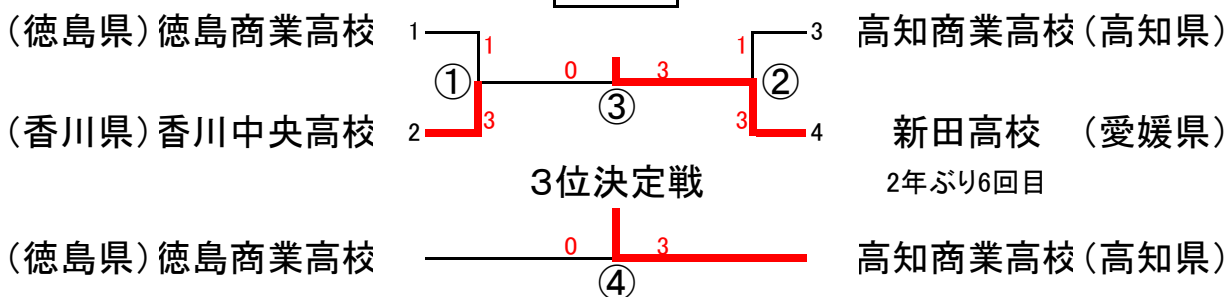 (徳島県) 徳島商業高校 1 1 1 3 高知商業高校 (高知県)
① 0 3 ②
③
(香川県) 香川中央高校 2 3 3 4 新田高校 (愛媛県)
3位決定戦 2年ぶり6回目
(徳島県) 徳島商業高校 0 3 高知商業高校 (高知県)
④